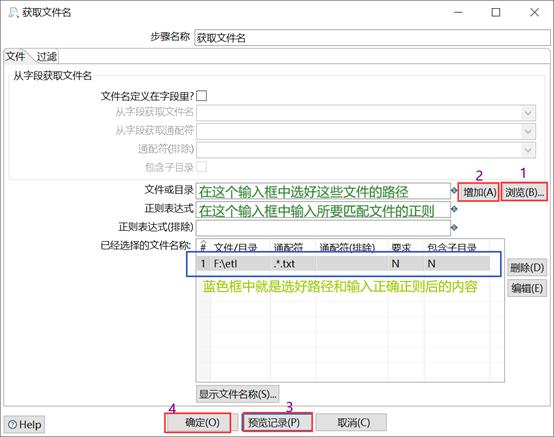 获取文件名
步骤名称 获取文件名
文件 过滤
从字段获取文件名
文件名定义在字段里?
从字段获取文件名
从字段获取通配符
通配符(排除)
包含子目录
2 1
文件或目录 在这个输入框中选好这些文件的路径 增加(A) 浏览(B)...
正则表达式 在这个输入框中输入所要匹配文件的正则
正则表达式(排除)
已经选择的文件名称: # 文件/目录 通配符 通配符(排除) 要求 包含子目录
1 F:\etl .*.txt N N
删除(D)
蓝色框中就是选好路径和输入正确正则后的内容
编辑(E)
显示文件名称(S)...
4 3
Help 确定(O) 预览记录(P) 取消(C)